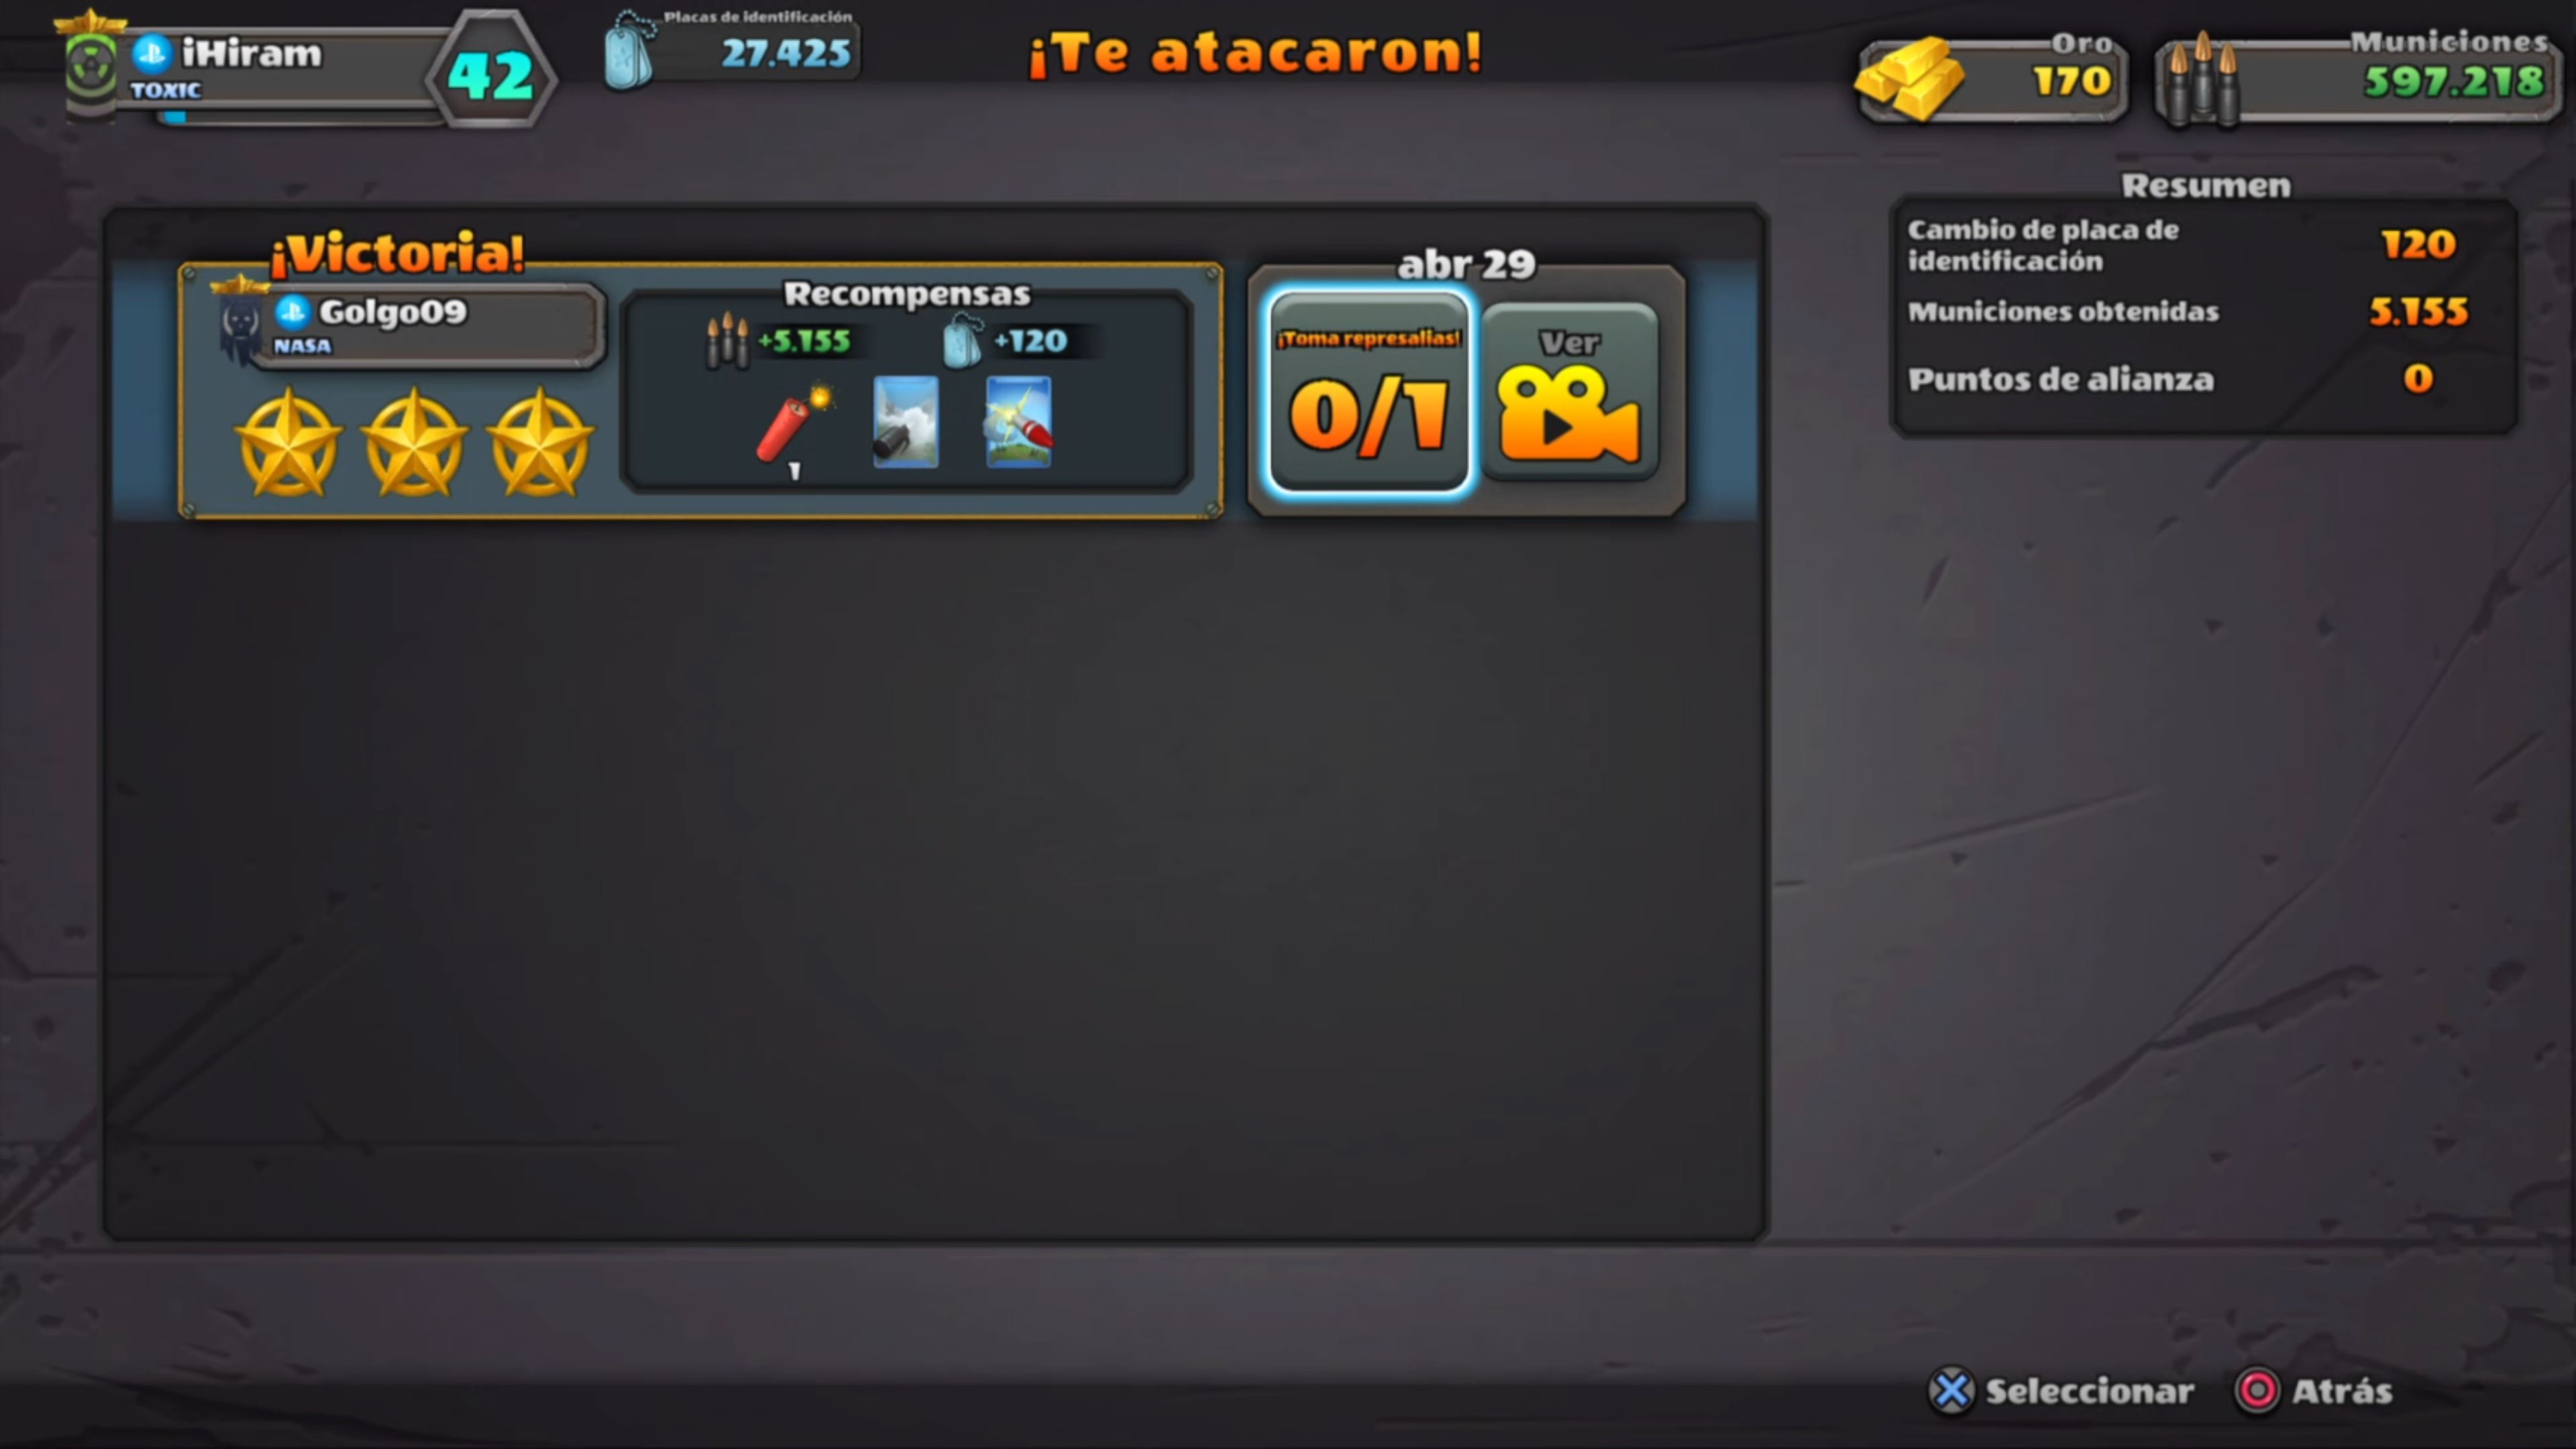 iHiram
TOXIC
42
Placas de identificación
27.425
¡Te atacaron!
Oro
170
Municiones
597.218
¡Victoria!
Golgo09
NASA
Recompensas
+5.155
+120
1
abr 29
¡Toma represalias!
0/1
Ver
Resumen
Cambio de placa de
identificación
120
Municiones obtenidas
5.155
Puntos de alianza
0
Seleccionar
Atrás